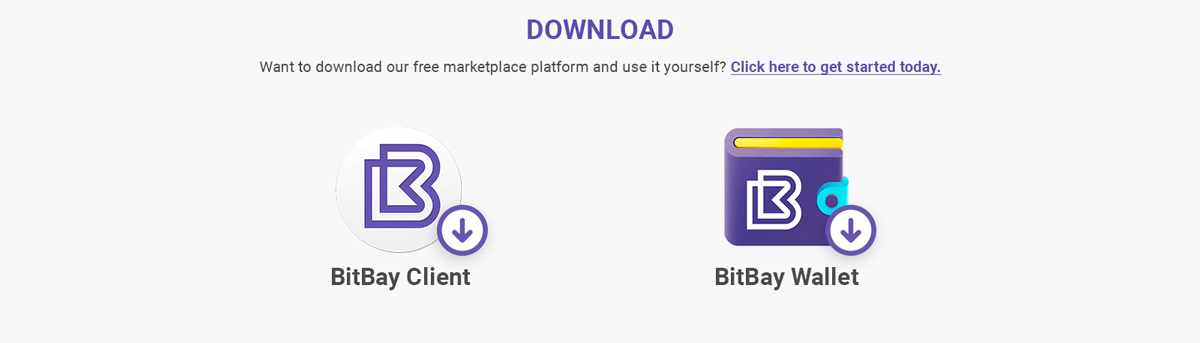 DOWNLOAD
Want to download our free marketplace platform and use it yourself? Click here to get started today.
BitBay Client
BitBay Wallet